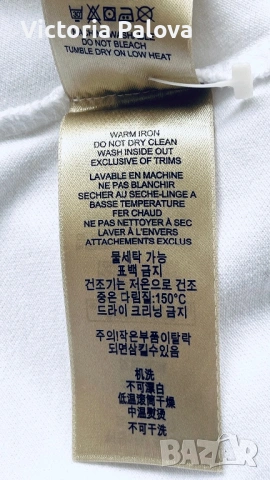 Victoria Palova
DO NOT BLEACH
TUMBLE DRY ON LOW HEAT
WARM IRON
DO NOT DRY CLEAN
WASH INSIDE OUT
EXCLUSIVE OF TRIMS
LAVABLE EN MACHINE
NE PAS BLANCHIR
SÉCHER AU SECHE-LINGE A
BASSE TEMPERATURE
FER CHAUD
NE PAS NETTOYER À SEC
LAVER À L'ENVERS
ATTACHEMENTS EXCLUS
물세탁 가능
표백 금지
건조기는 저온으로 건조
중온 다림질:150°C
드라이 크리닝 금지
주의)작은부품이탈락
되면삼킬수있음
机洗
不可漂白
低温滚筒干燥
中温熨烫
不可干洗
BAZAR